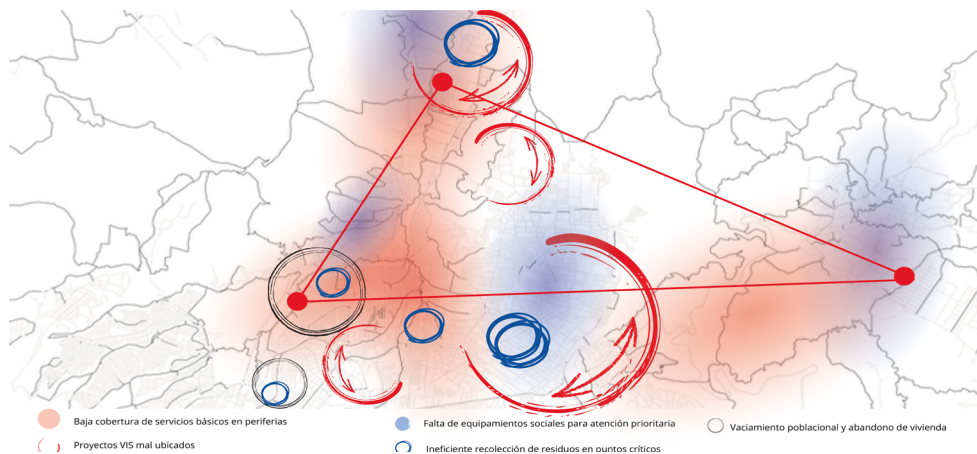 Baja cobertura de servicios básicos en periferias
Falta de equipamientos sociales para atención prioritaria
Vaciamiento poblacional y abandono de vivienda
Proyectos VIS mal ubicados
Ineficiente recolección de residuos en puntos críticos